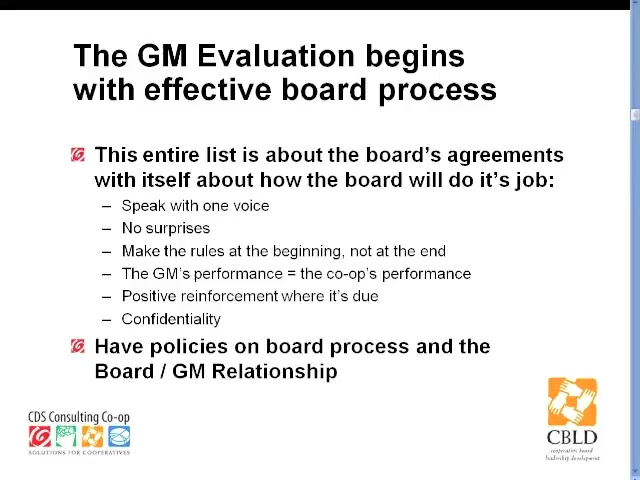 The GM Evaluation begins
with effective board process
This entire list is about the board's agreements
with itself about how the board will do it's job:
– Speak with one voice
– No surprises
– Make the rules at the beginning, not at the end
– The GM's performance = the co-op's performance
– Positive reinforcement where it's due
– Confidentiality
Have policies on board process and the
Board / GM Relationship
CDS Consulting Co-op
SOLUTIONS FOR COOPERATIVES
CBLD
cooperative board
leadership development